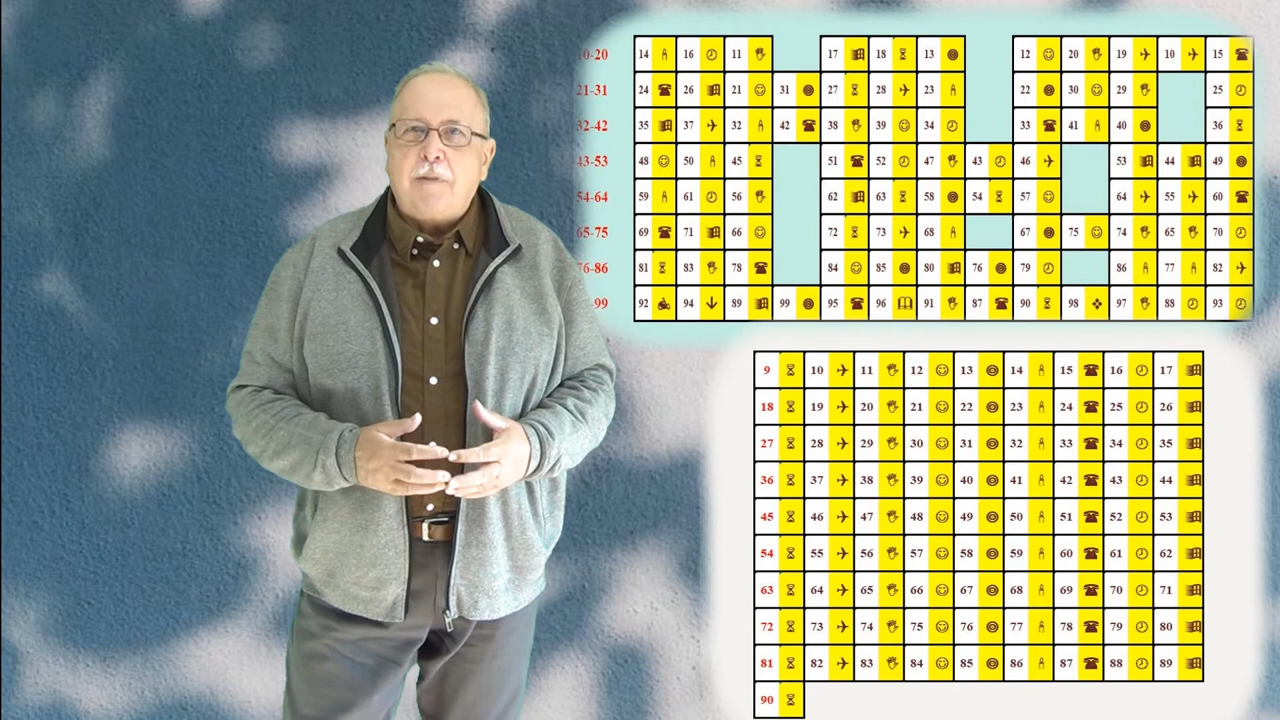 10-20 14 16 11 17 18 13 12 20 19 10 15
21-31 24 26 21 31 27 28 23 22 30 29 25
32-42 35 37 32 42 38 39 34 33 41 40 36
43-53 48 50 45 51 52 47 43 46 53 44 49
54-64 59 61 56 62 63 58 54 57 64 55 60
65-75 69 71 66 72 73 68 67 75 74 65 70
76-86 81 83 78 84 85 80 76 79 86 77 82
-99 92 94 89 99 95 96 91 87 90 98 97 88 93
9 10 11 12 13 14 15 16 17
18 19 20 21 22 23 24 25 26
27 28 29 30 31 32 33 34 35
36 37 38 39 40 41 42 43 44
45 46 47 48 49 50 51 52 53
54 55 56 57 58 59 60 61 62
63 64 65 66 67 68 69 70 71
72 73 74 75 76 77 78 79 80
81 82 83 84 85 86 87 88 89
90